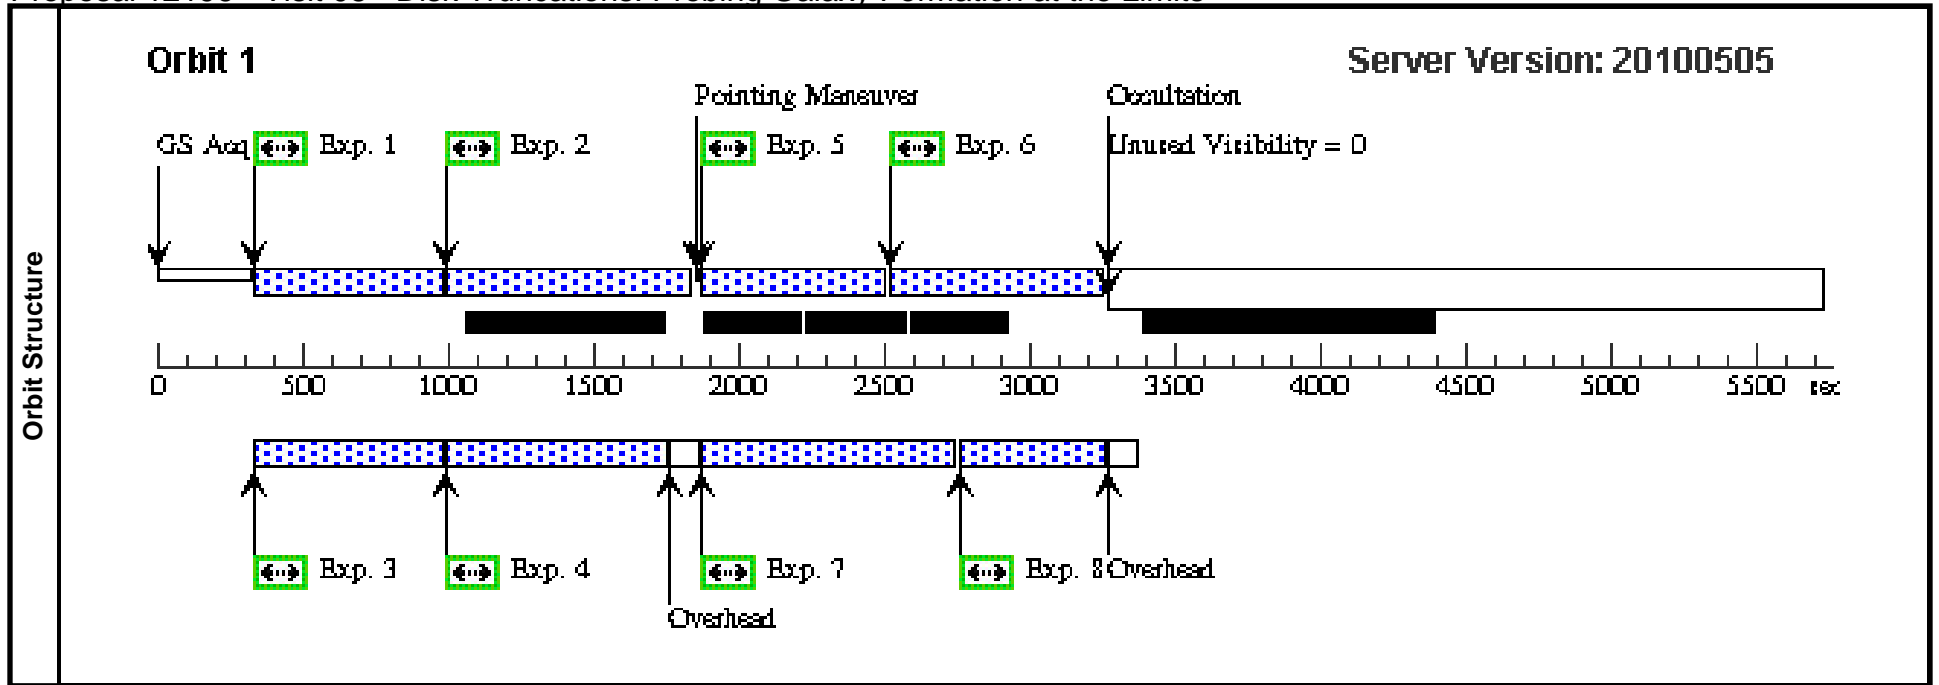 Orbit Structure
Orbit 1
Server Version: 20100505
Pointing Maneuver
Occultation
GS Acq
Exp. 1
Exp. 2
Exp. 5
Exp. 6
Unused Visibility = 0
0 500 1000 1500 2000 2500 3000 3500 4000 4500 5000 5500 sec
Exp. 3
Exp. 4
Exp. 7
Exp. 8
Overhead
Overhead